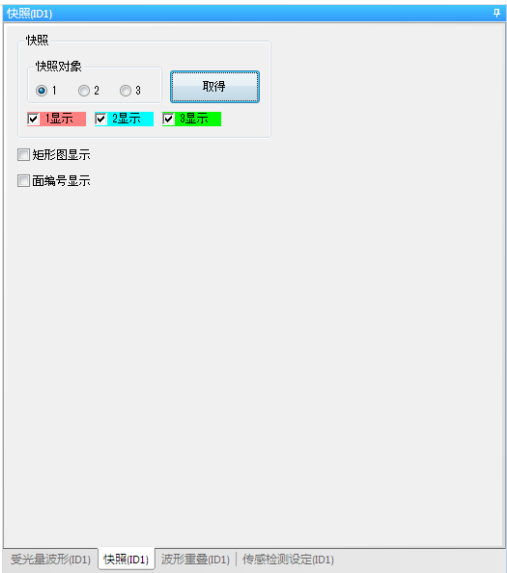 快照(ID1)
快照
快照对象
1 2 3
取得
1显示 2显示 3显示
矩形图显示
面编号显示
受光量波形(ID1) 快照(ID1) 波形重叠(ID1) 传感检测设定(ID1)